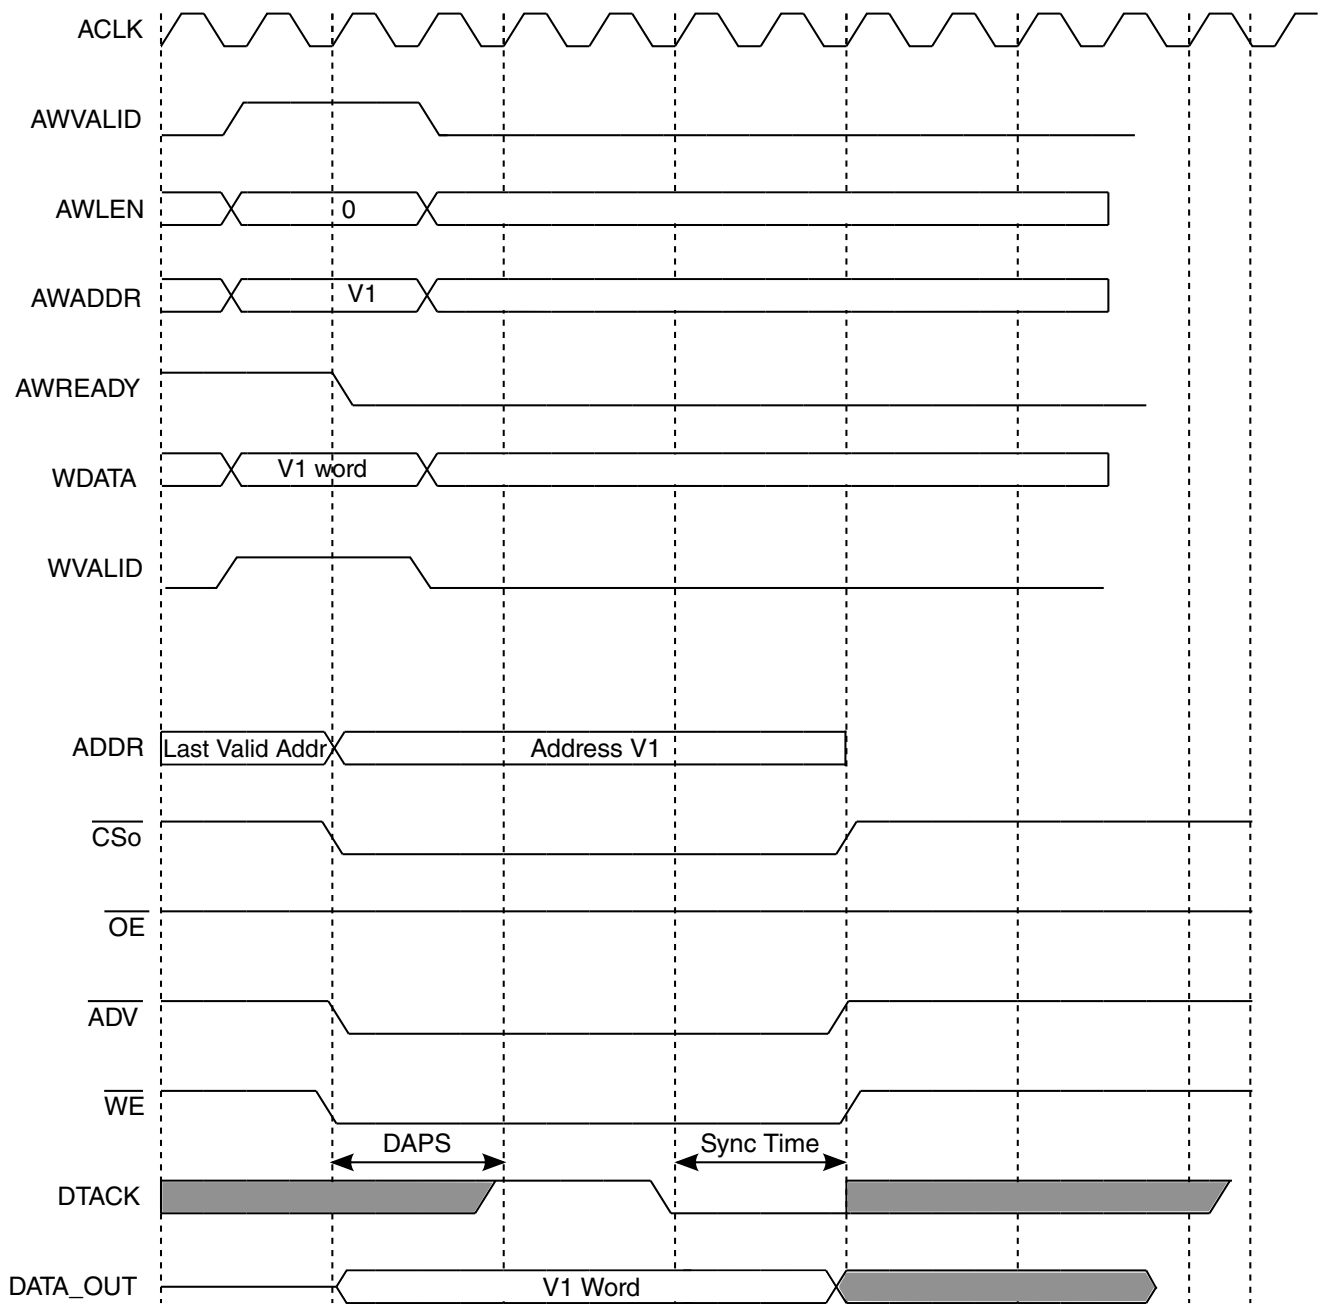 ACLK
AWVALID
AWLEN
0
AWADDR
V1
AWREADY
WDATA
V1 word
WVALID
ADDR
Last Valid Addr
Address V1
CSo
OE
ADV
WE
DAPS
Sync Time
DTACK
DATA_OUT
V1 Word